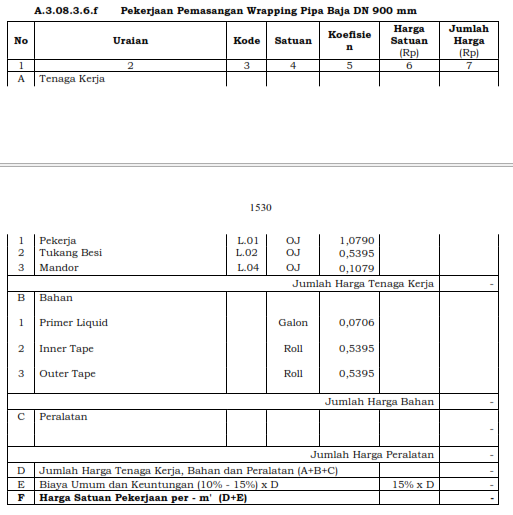 A.3.08.3.6.f Pekerjaan Pemasangan Wrapping Pipa Baja DN 900 mm
No Uraian Kode Satuan Koefisie n Harga Satuan (Rp) Jumlah Harga (Rp)
1 2 3 4 5 6 7
A Tenaga Kerja
1530
1 Pekerja L.01 OJ 1,0790
2 Tukang Besi L.02 OJ 0,5395
3 Mandor L.04 OJ 0,1079
Jumlah Harga Tenaga Kerja -
B Bahan
1 Primer Liquid Galon 0,0706
2 Inner Tape Roll 0,5395
3 Outer Tape Roll 0,5395
Jumlah Harga Bahan -
C Peralatan
-
Jumlah Harga Peralatan -
D Jumlah Harga Tenaga Kerja, Bahan dan Peralatan (A+B+C) -
E Biaya Umum dan Keuntungan (10% - 15%) x D 15% x D -
F Harga Satuan Pekerjaan per - m' (D+E) -